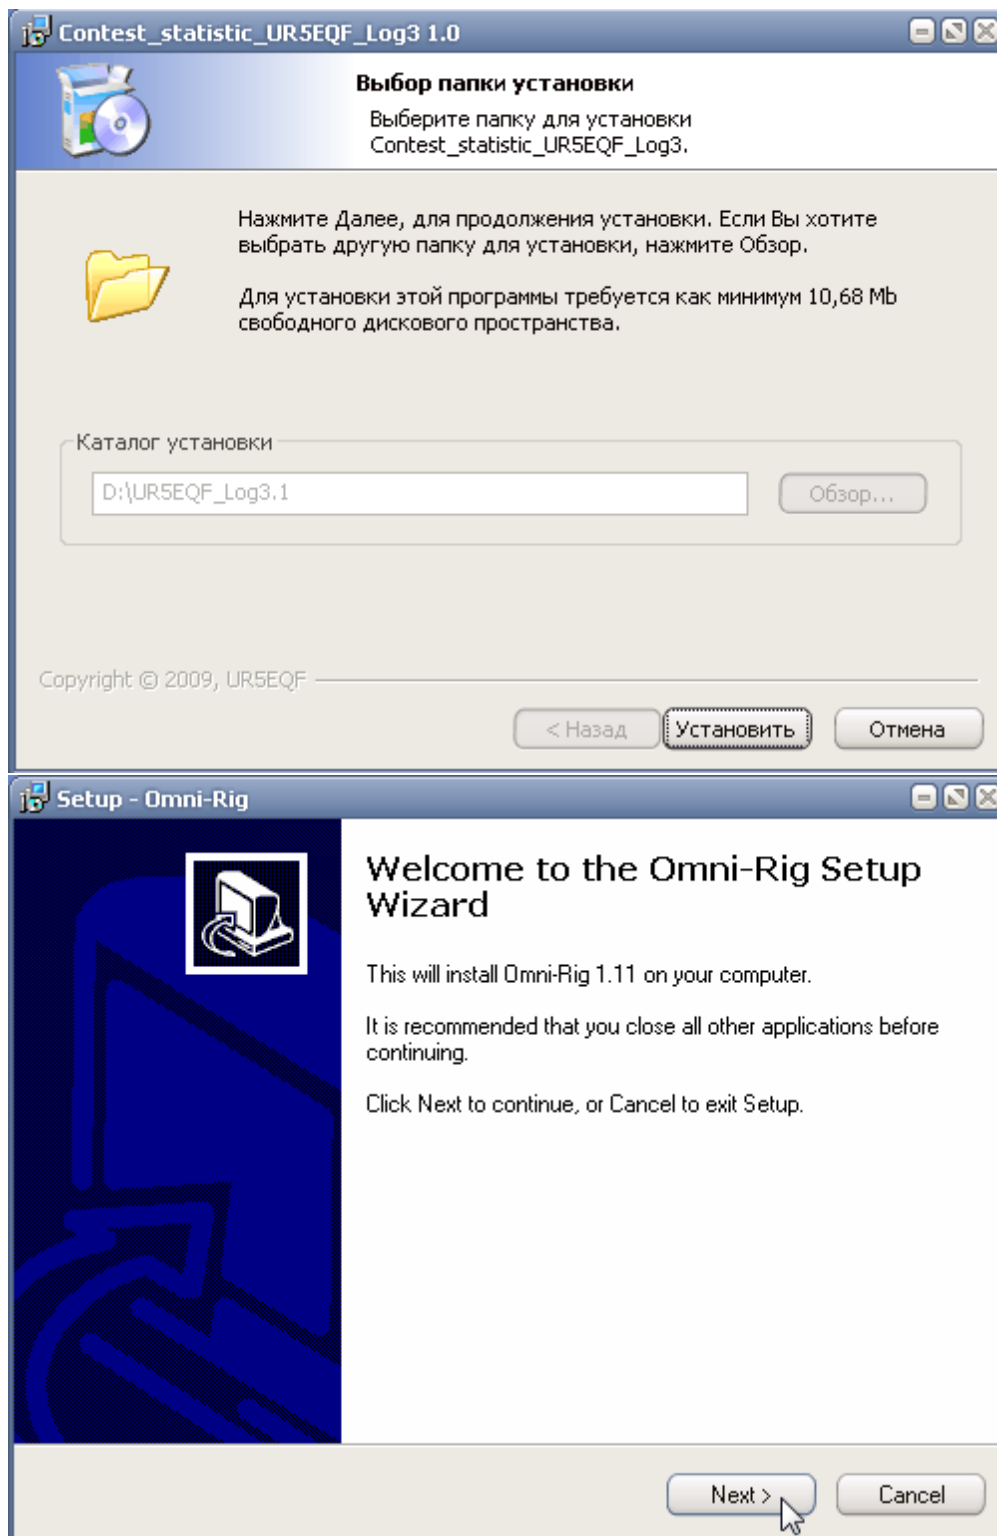 Contest_statistic_UR5EQF_Log3 1.0
Выбор папки установки
Выберите папку для установки
Contest_statistic_UR5EQF_Log3.
Нажмите Далее, для продолжения установки. Если Вы хотите
выбрать другую папку для установки, нажмите Обзор.
Для установки этой программы требуется как минимум 10,68 Mb
свободного дискового пространства.
Каталог установки
D:\UR5EQF_Log3.1
Обзор...
Copyright © 2009, UR5EQF
< Назад
Установить
Отмена
Setup - Omni-Rig
Welcome to the Omni-Rig Setup
Wizard
This will install Omni-Rig 1.11 on your computer.
It is recommended that you close all other applications before
continuing.
Click Next to continue, or Cancel to exit Setup.
Next >
Cancel